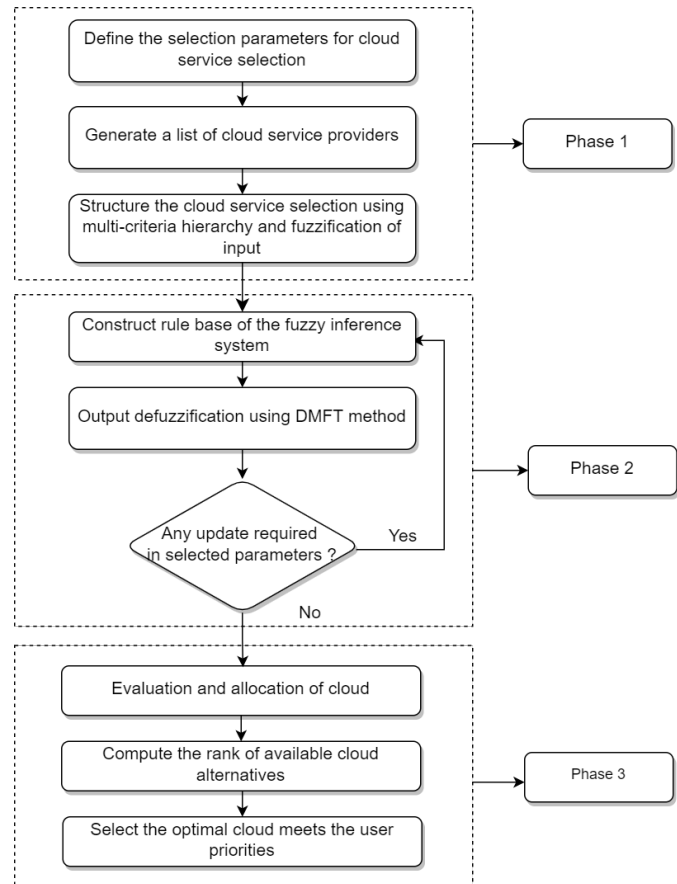 Define the selection parameters for cloud
service selection
Generate a list of cloud service providers
Phase 1
Structure the cloud service selection using
multi-criteria hierarchy and fuzzification of
input
Construct rule base of the fuzzy inference
system
Output defuzzification using DMFT method
Phase 2
Any update required
in selected parameters ?
Yes
No
Evaluation and allocation of cloud
Compute the rank of available cloud
alternatives
Phase 3
Select the optimal cloud meets the user
priorities